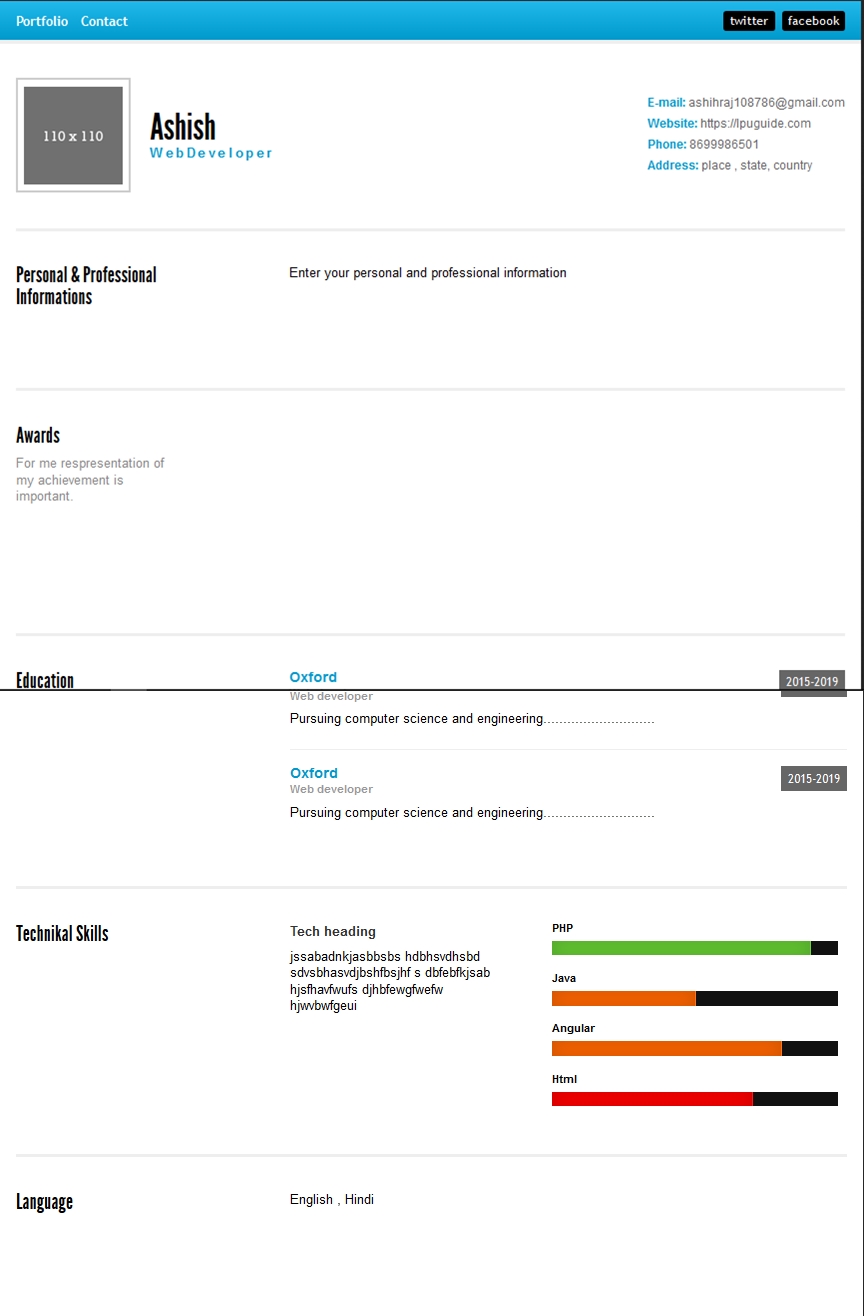 Portfolio Contact twitter facebook
110 x 110
Ashish
WebDeveloper
E-mail: ashihraj108786@gmail.com
Website: https://lpuguide.com
Phone: 8699986501
Address: place , state, country
Personal & Professional
Informations
Enter your personal and professional information
Awards
For me respresentation of
my achievement is
important.
Education
Oxford 2015-2019
Web developer
Pursuing computer science and engineering............................
Oxford 2015-2019
Web developer
Pursuing computer science and engineering............................
Technikal Skills
Tech heading
jssabadnkjasbbsbs hdbhsvdhsbd
sdvsbhasvdjbshfbsjhf s dbfebfkjsab
hjsfhavfwufs djhbfewgfwefw
hjwvbwfgeui
PHP
Java
Angular
Html
Language
English , Hindi